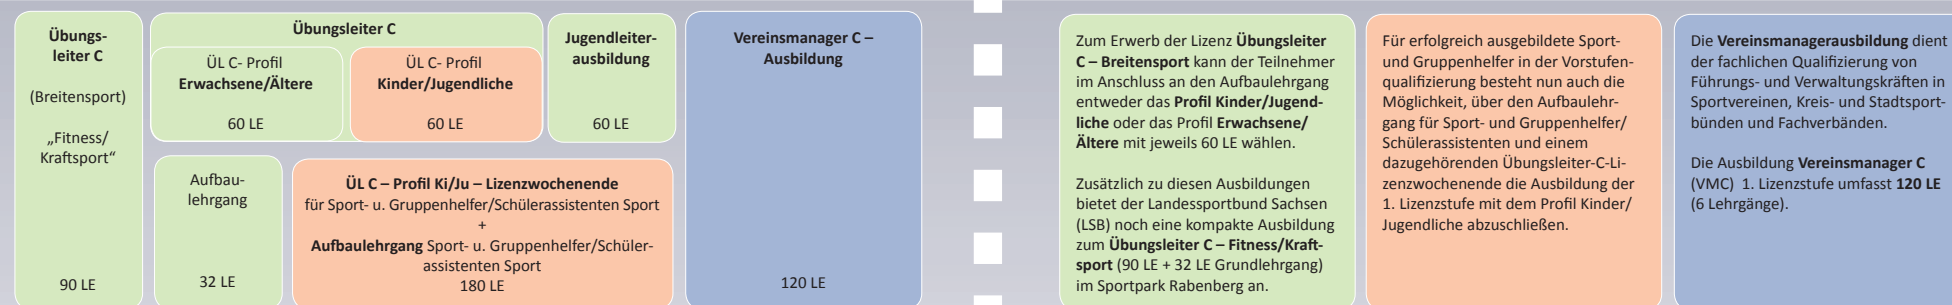 Übungs-
leiter C
(Breitensport)
„Fitness/
Kraftsport“
90 LE
Übungsleiter C
ÜL C- Profil
Erwachsene/Ältere
60 LE
ÜL C- Profil
Kinder/Jugendliche
60 LE
Jugendleiter-
ausbildung
60 LE
Aufbau-
lehrgang
32 LE
ÜL C – Profil Ki/Ju – Lizenzwochenende
für Sport- u. Gruppenhelfer/Schülerassistenten Sport
+
Aufbaulehrgang Sport- u. Gruppenhelfer/Schüler-
assistenten Sport
180 LE
Vereinsmanager C –
Ausbildung
120 LE
Zum Erwerb der Lizenz Übungsleiter
C – Breitensport kann der Teilnehmer
im Anschluss an den Aufbaulehrgang
entweder das Profil Kinder/Jugend-
liche oder das Profil Erwachsene/
Ältere mit jeweils 60 LE wählen.
Zusätzlich zu diesen Ausbildungen
bietet der Landessportbund Sachsen
(LSB) noch eine kompakte Ausbildung
zum Übungsleiter C – Fitness/Kraft-
sport (90 LE + 32 LE Grundlehrgang)
im Sportpark Rabenberg an.
Für erfolgreich ausgebildete Sport-
und Gruppenhelfer in der Vorstufen-
qualifizierung besteht nun auch die
Möglichkeit, über den Aufbaulehr-
gang für Sport- und Gruppenhelfer/
Schülerassistenten und einem
dazugehörenden Übungsleiter-C-Li-
zenzwochenende die Ausbildung der
1. Lizenzstufe mit dem Profil Kinder/
Jugendliche abzuschließen.
Die Vereinsmanagerausbildung dient
der fachlichen Qualifizierung von
Führungs- und Verwaltungskräften in
Sportvereinen, Kreis- und Stadtsport-
bünden und Fachverbänden.
Die Ausbildung Vereinsmanager C
(VMC) 1. Lizenzstufe umfasst 120 LE
(6 Lehrgänge).